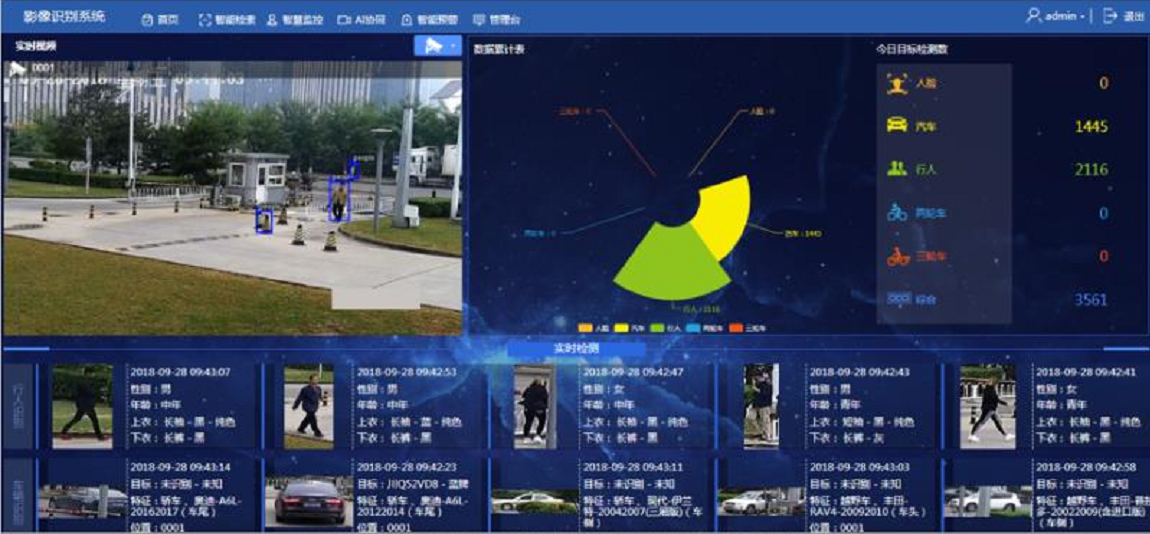 影像识别系统
首页
智能检索
智慧监控
AI协同
智能预警
管理台
admin
退出
实时视频
0001
数据累计表
三轮车:0
人脸:0
两轮车:0
汽车:1445
行人:2116
人脸 汽车 行人 两轮车 三轮车
今日目标检测数
人脸 0
汽车 1445
行人 2116
两轮车 0
三轮车 0
综合 3561
实时检测
2018-09-28 09:43:07
性别:男
年龄:中年
上衣:长袖-黑-纯色
下衣:长裤-黑
2018-09-28 09:42:53
性别:男
年龄:中年
上衣:长袖-蓝-纯色
下衣:长裤-黑
2018-09-28 09:42:47
性别:女
年龄:中年
上衣:长袖-黑-纯色
下衣:长裤-黑
2018-09-28 09:42:43
性别:男
年龄:青年
上衣:短袖-黑-纯色
下衣:长裤-灰
2018-09-28 09:42:41
性别:女
年龄:青年
上衣:长袖-黑-纯色
下衣:长裤-黑
2018-09-28 09:43:14
目标:未识别-未知
特征:轿车、奥迪-A6L-
20162017(车尾)
位置:0001
2018-09-28 09:42:23
目标:-蓝牌
特征:轿车、奥迪-A6L-
20122014(车尾)
位置:0001
2018-09-28 09:43:11
目标:未识别-未知
特征:轿车、现代-伊兰
特-20042007(三厢版)(车
侧)
2018-09-28 09:43:03
目标:未识别-未知
特征:越野车、丰田-
RAV4-20092010(车头)
位置:0001
2018-09-28 09:42:58
目标:未识别-未知
特征:越野车、丰田-普拉
多-20022009(含进口版)
(车侧)